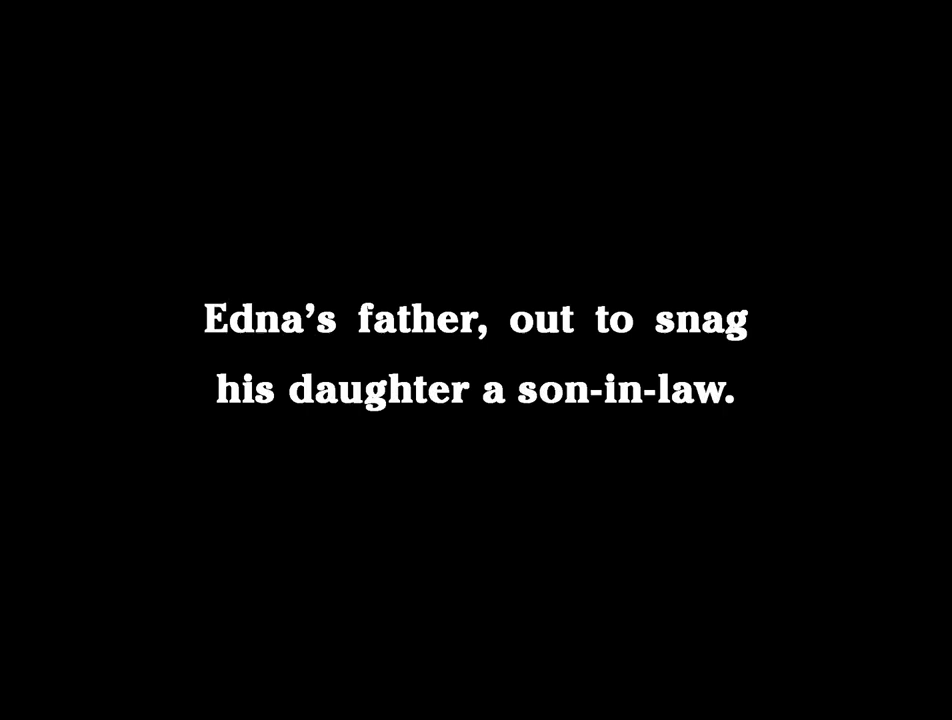 Edna’s father, out to snag
his daughter a son-in-law.